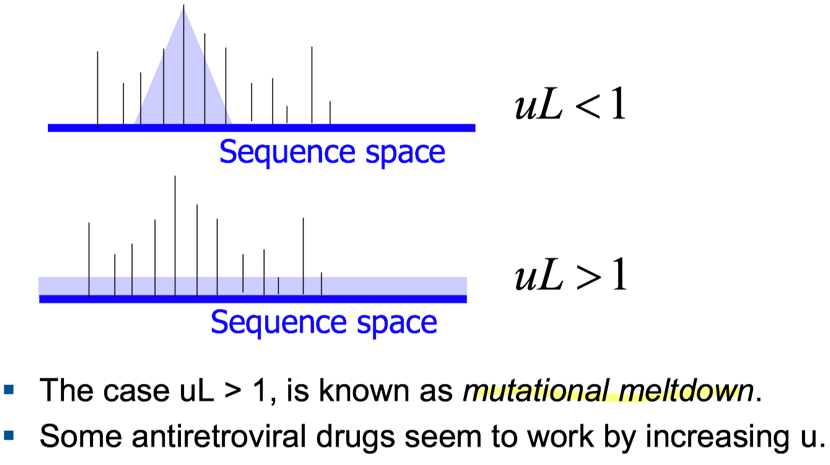 uL < 1
Sequence space
uL > 1
Sequence space
▪ The case uL > 1, is known as mutational meltdown.
▪ Some antiretroviral drugs seem to work by increasing u.